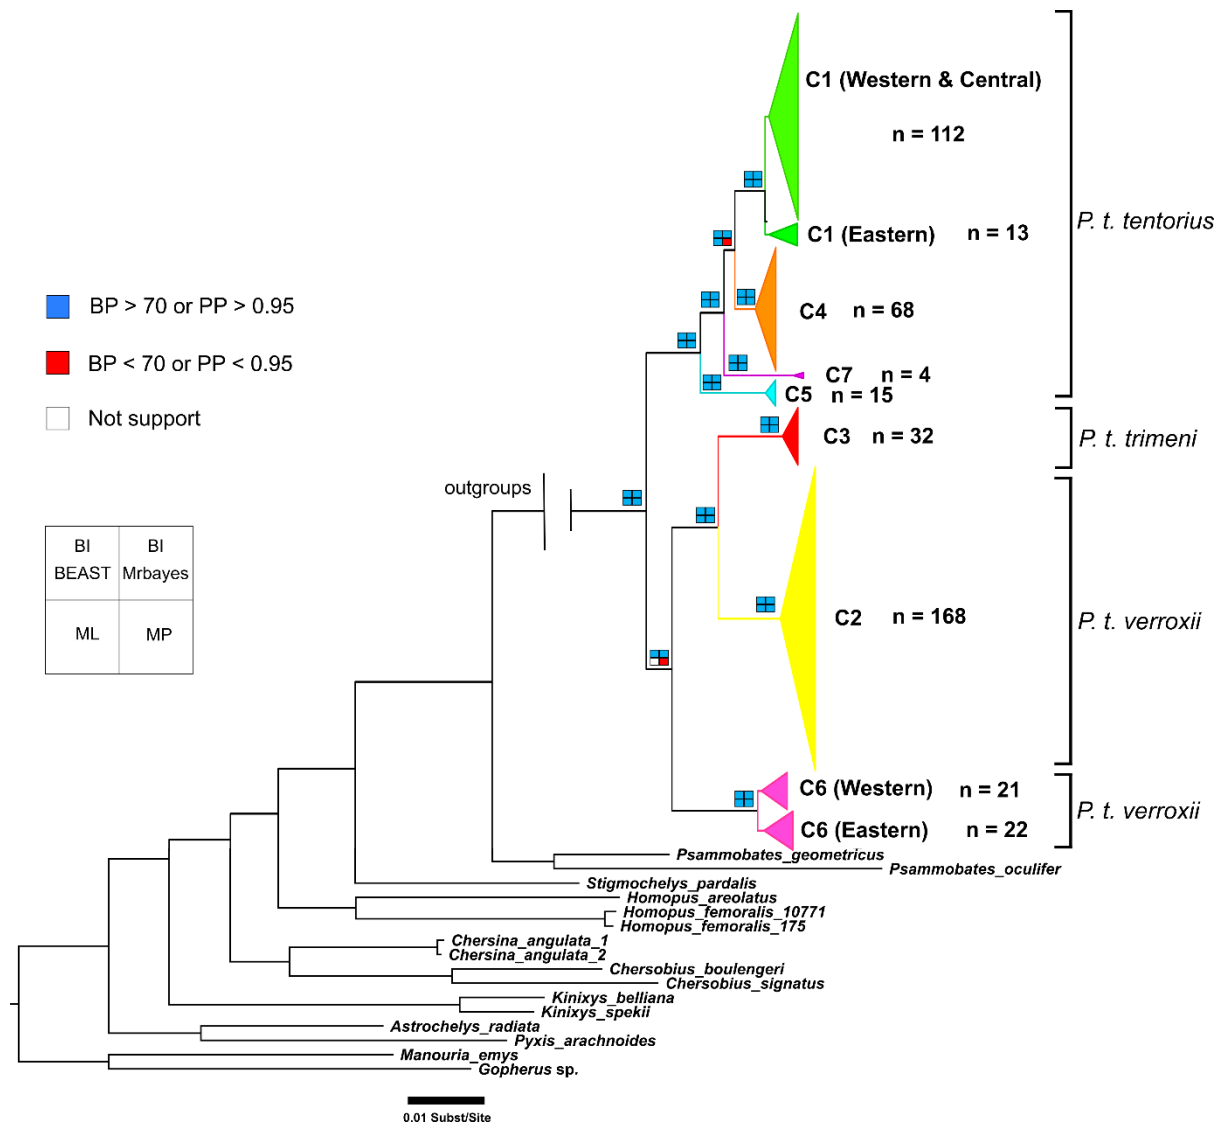 C1 (Western & Central)
n = 112
P. t. tentorius
C1 (Eastern) n = 13
BP > 70 or PP > 0.95
C4 n = 68
BP < 70 or PP < 0.95
C7 n = 4
C5 n = 15
Not support
C3 n = 32
P. t. trimeni
outgroups
BI BI
BEAST Mrbayes
ML MP
C2 n = 168
P. t. verroxii
C6 (Western) n = 21
P. t. verroxii
C6 (Eastern) n = 22
Psammobates_geometricus
Psammobates_oculifer
Stigmochelys_pardalis
Homopus_areolatus
Homopus_femoralis_10771
Homopus_femoralis_175
Chersina_angulata_1
Chersina_angulata_2
Chersobius_boulengeri
Chersobius_signatus
Kinixys_belliana
Kinixys_spekii
Astrochelys_radiata
Pyxis_arachnoides
Manouria_emys
Gopherus sp.
0.01 Subst/Site